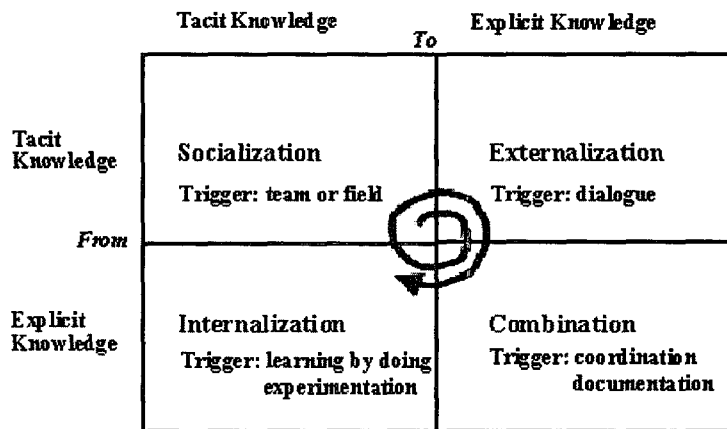 Tacit Knowledge
Explicit Knowledge
To
Tacit
Knowledge
Socialization
Trigger: team or field
Externalization
Trigger: dialogue
From
Explicit
Knowledge
Internalization
Trigger: learning by doing
experimentation
Combination
Trigger: coordination
documentation